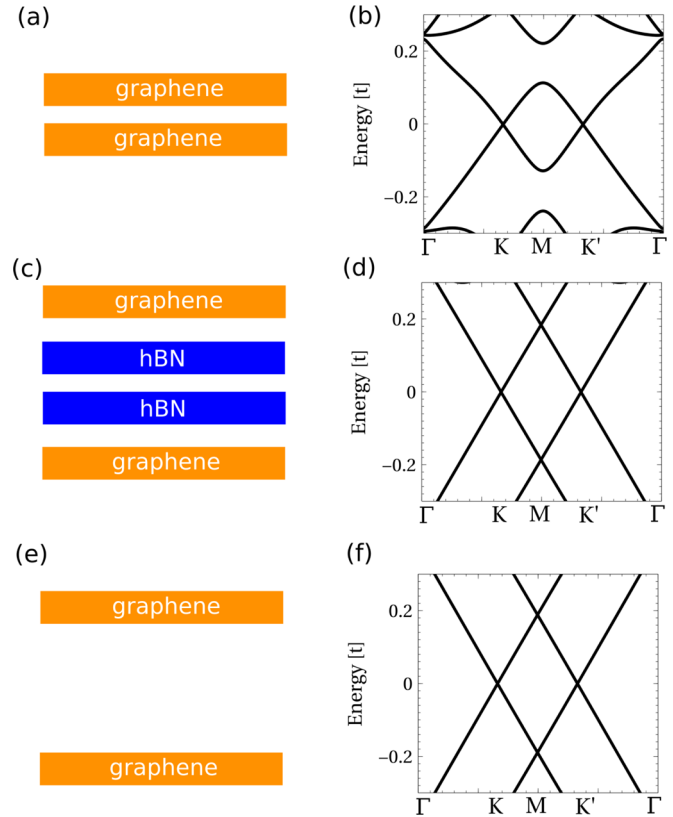 (a)
graphene
graphene
(b)
Energy [t]
0.2
0
−0.2
Γ K M K' Γ
(c)
graphene
hBN
hBN
graphene
(d)
Energy [t]
0.2
0
−0.2
Γ K M K' Γ
(e)
graphene
graphene
(f)
Energy [t]
0.2
0
−0.2
Γ K M K' Γ